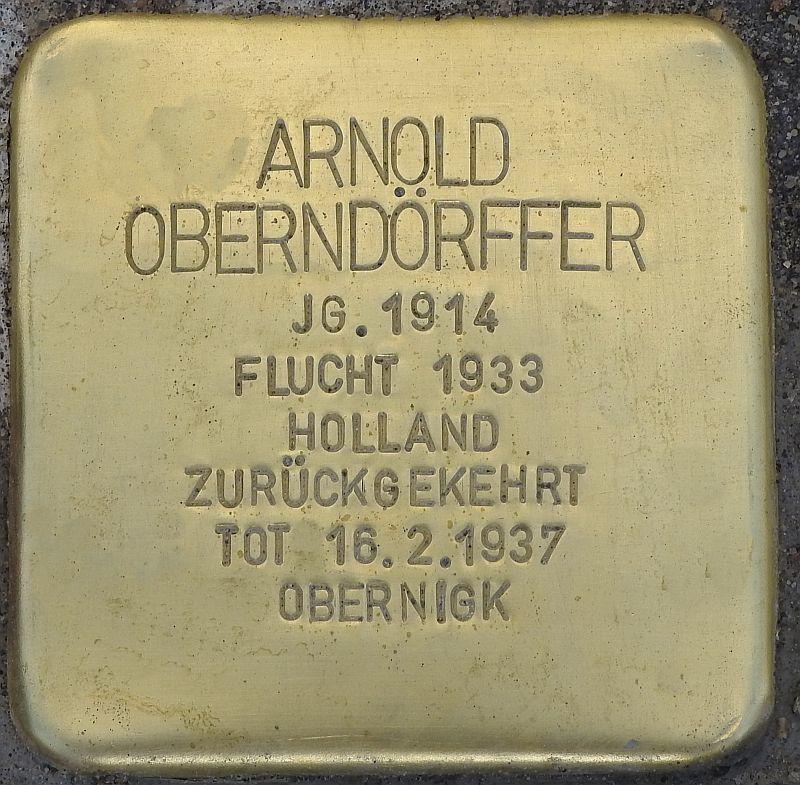 ARNOLD
OBERNDÖRFFER
JG. 1914
FLUCHT 1933
HOLLAND
ZURÜCKGEKEHRT
TOT 16.2.1937
OBERNIGK